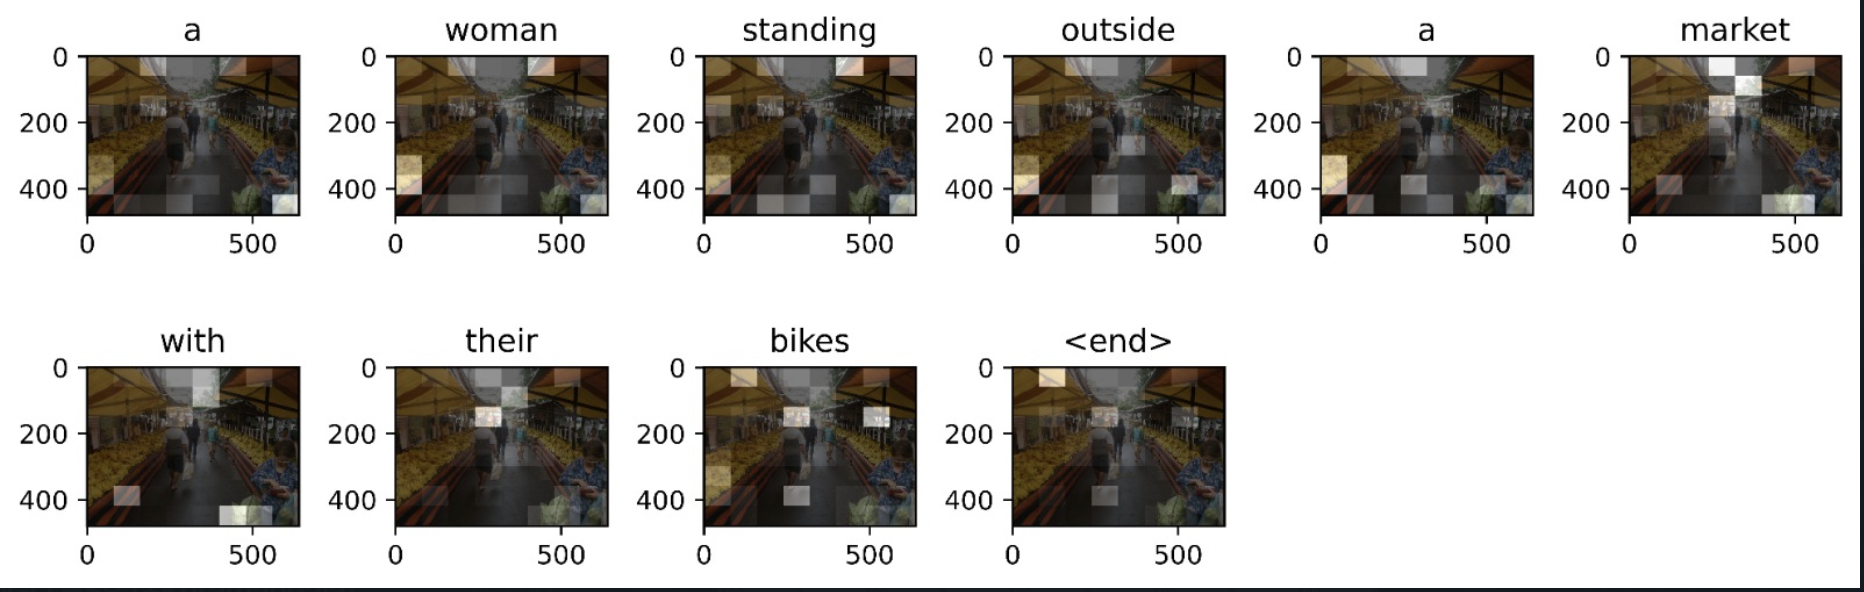 a woman standing outside a market
0 0 0 0 0 0
200 200 200 200 200 200
400 400 400 400 400 400
0 500 0 500 0 500 0 500 0 500 0 500
with their bikes <end>
0 0 0 0
200 200 200 200
400 400 400 400
0 500 0 500 0 500 0 500